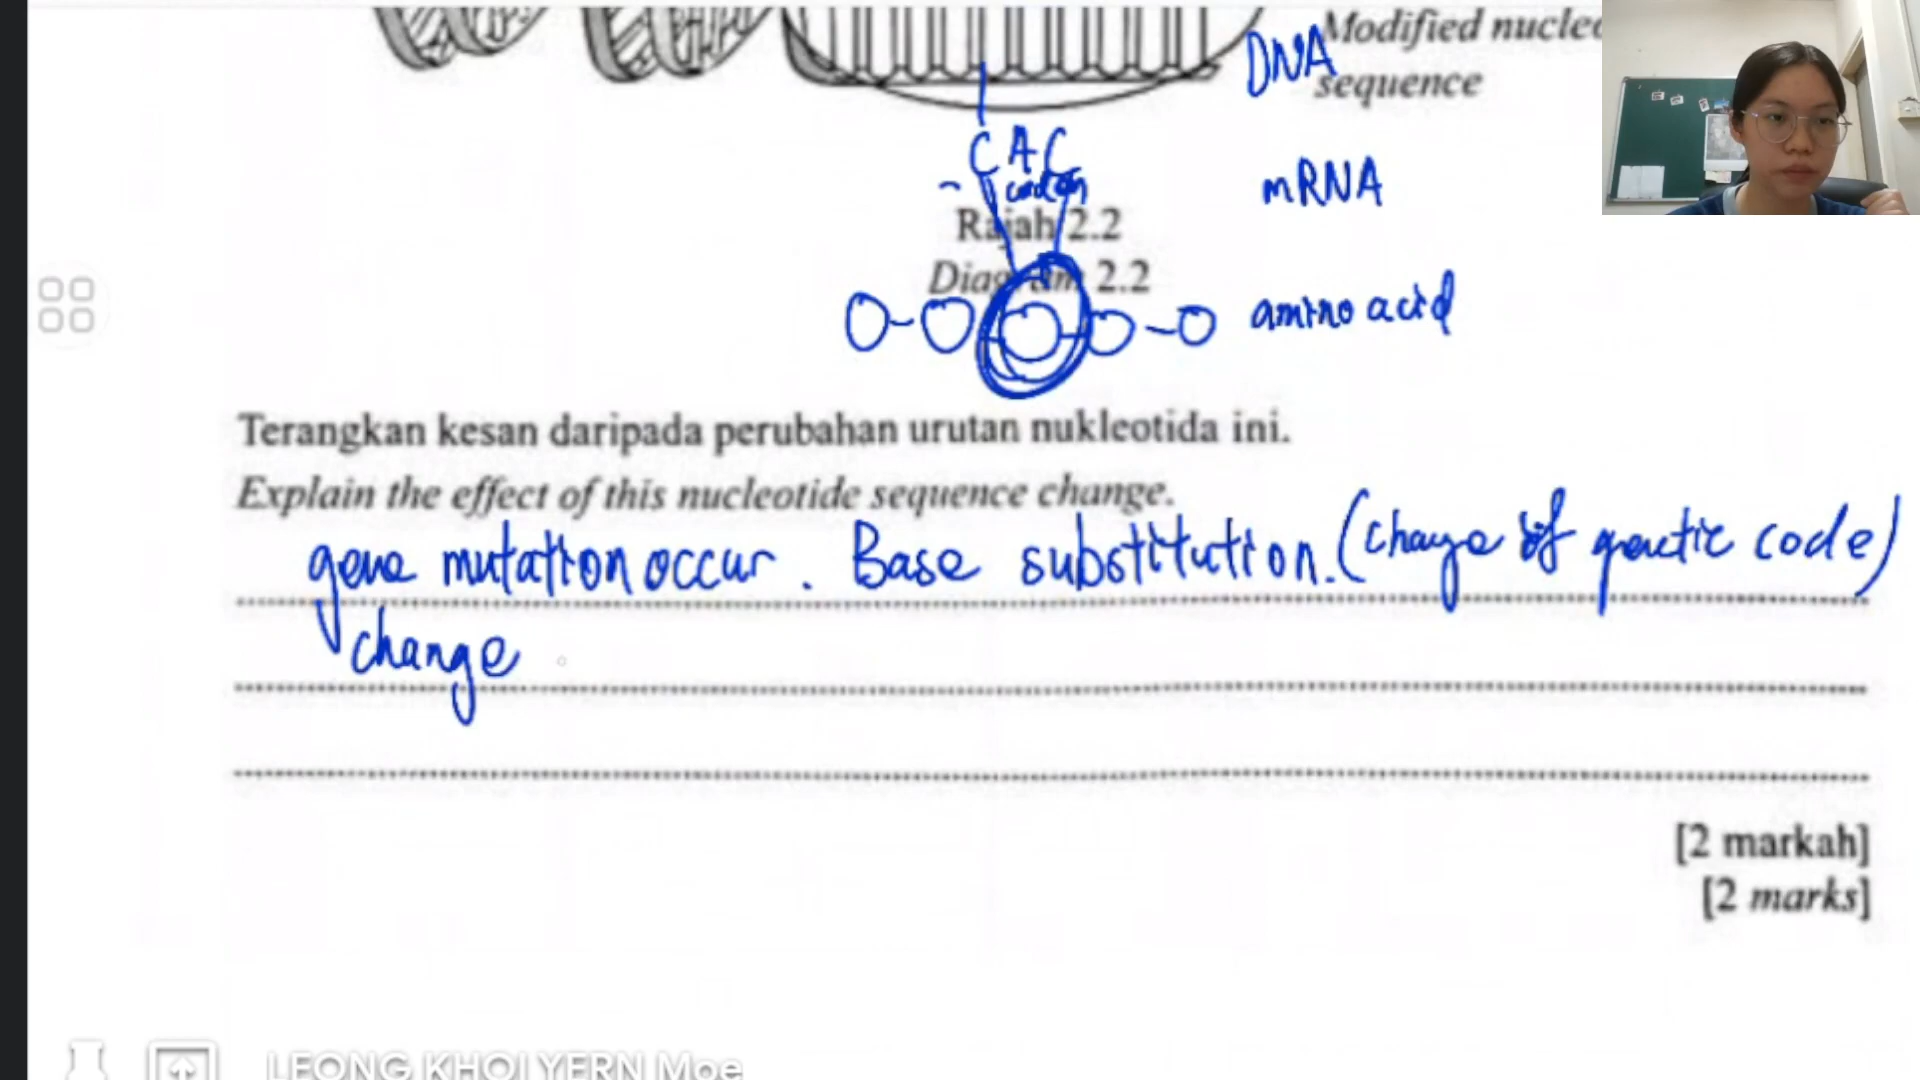 Modified nucleo
DNA
sequence
CAC
codon
mRNA
Rajah 2.2
Diagram 2.2
amino acid
Terangkan kesan daripada perubahan urutan nukleotida ini.
Explain the effect of this nucleotide sequence change.
gene mutation occur. Base substitution. (change of genetic code)
change
[2 markah]
[2 marks]
LEONG KHOI YERN Moe